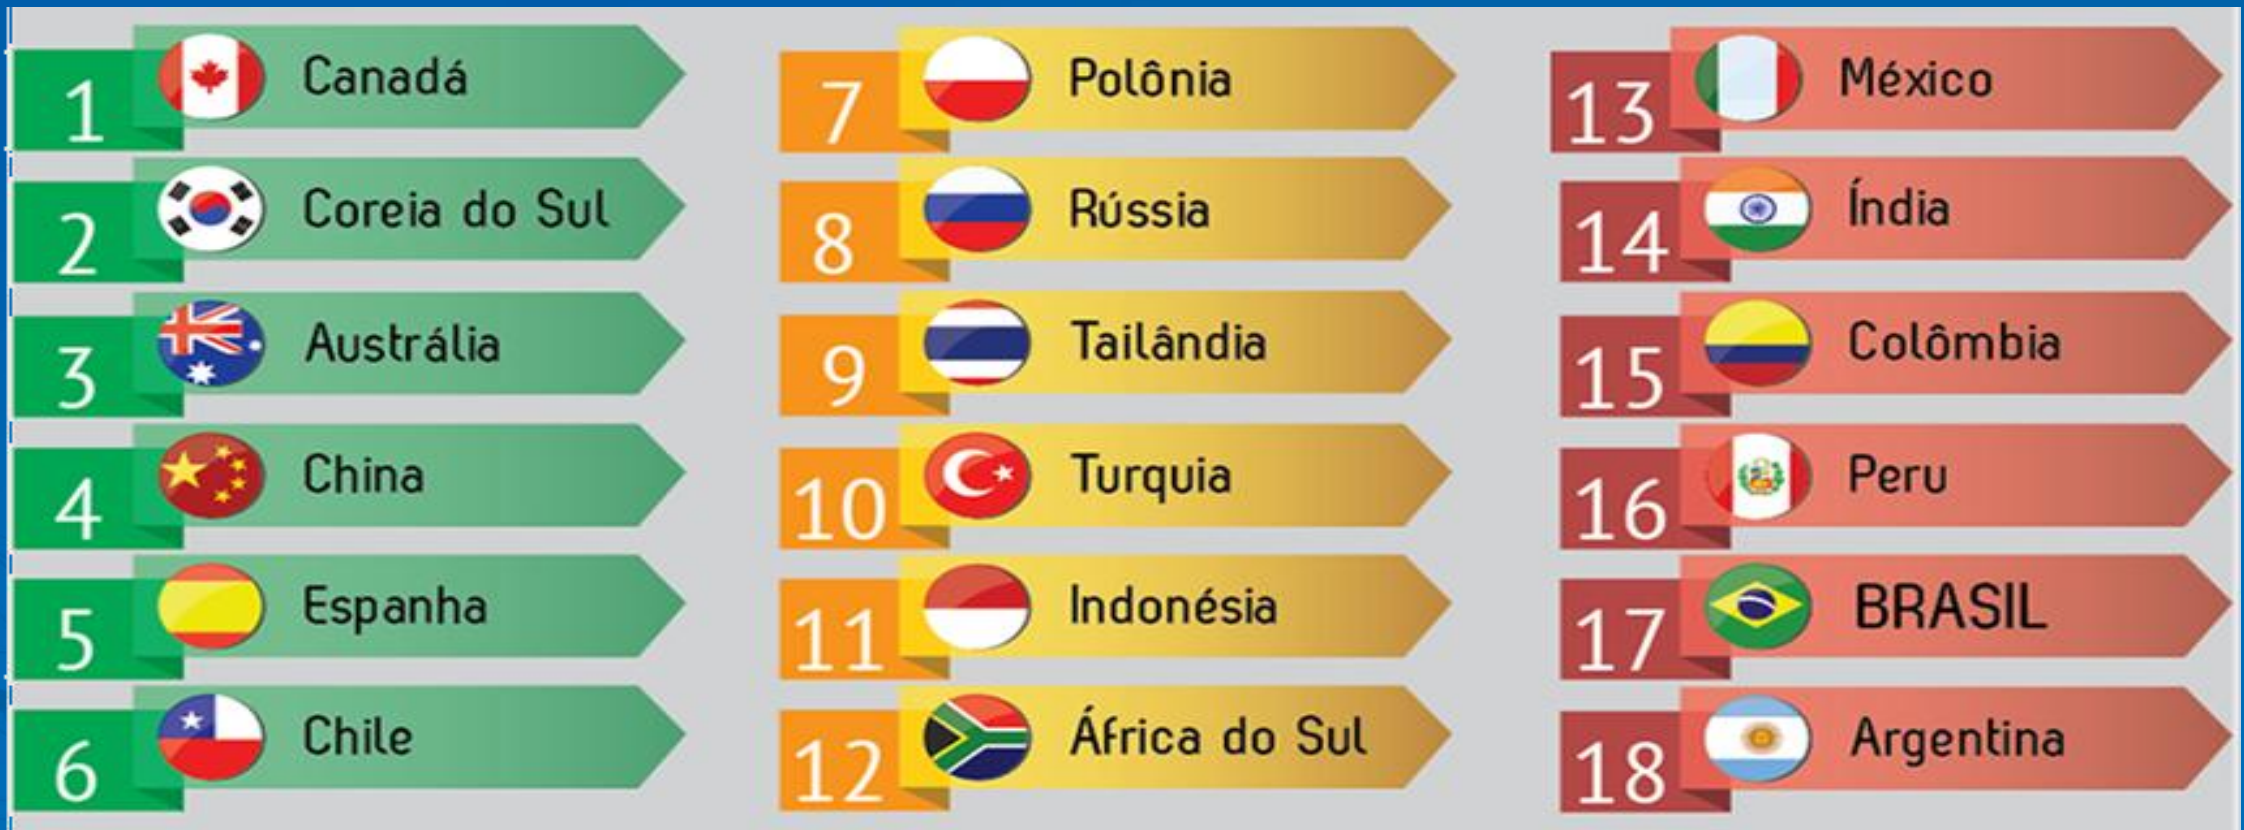 1 Canadá
2 Coreia do Sul
3 Austrália
4 China
5 Espanha
6 Chile
7 Polônia
8 Rússia
9 Tailândia
10 Turquia
11 Indonésia
12 África do Sul
13 México
14 Índia
15 Colômbia
16 Peru
17 BRASIL
18 Argentina